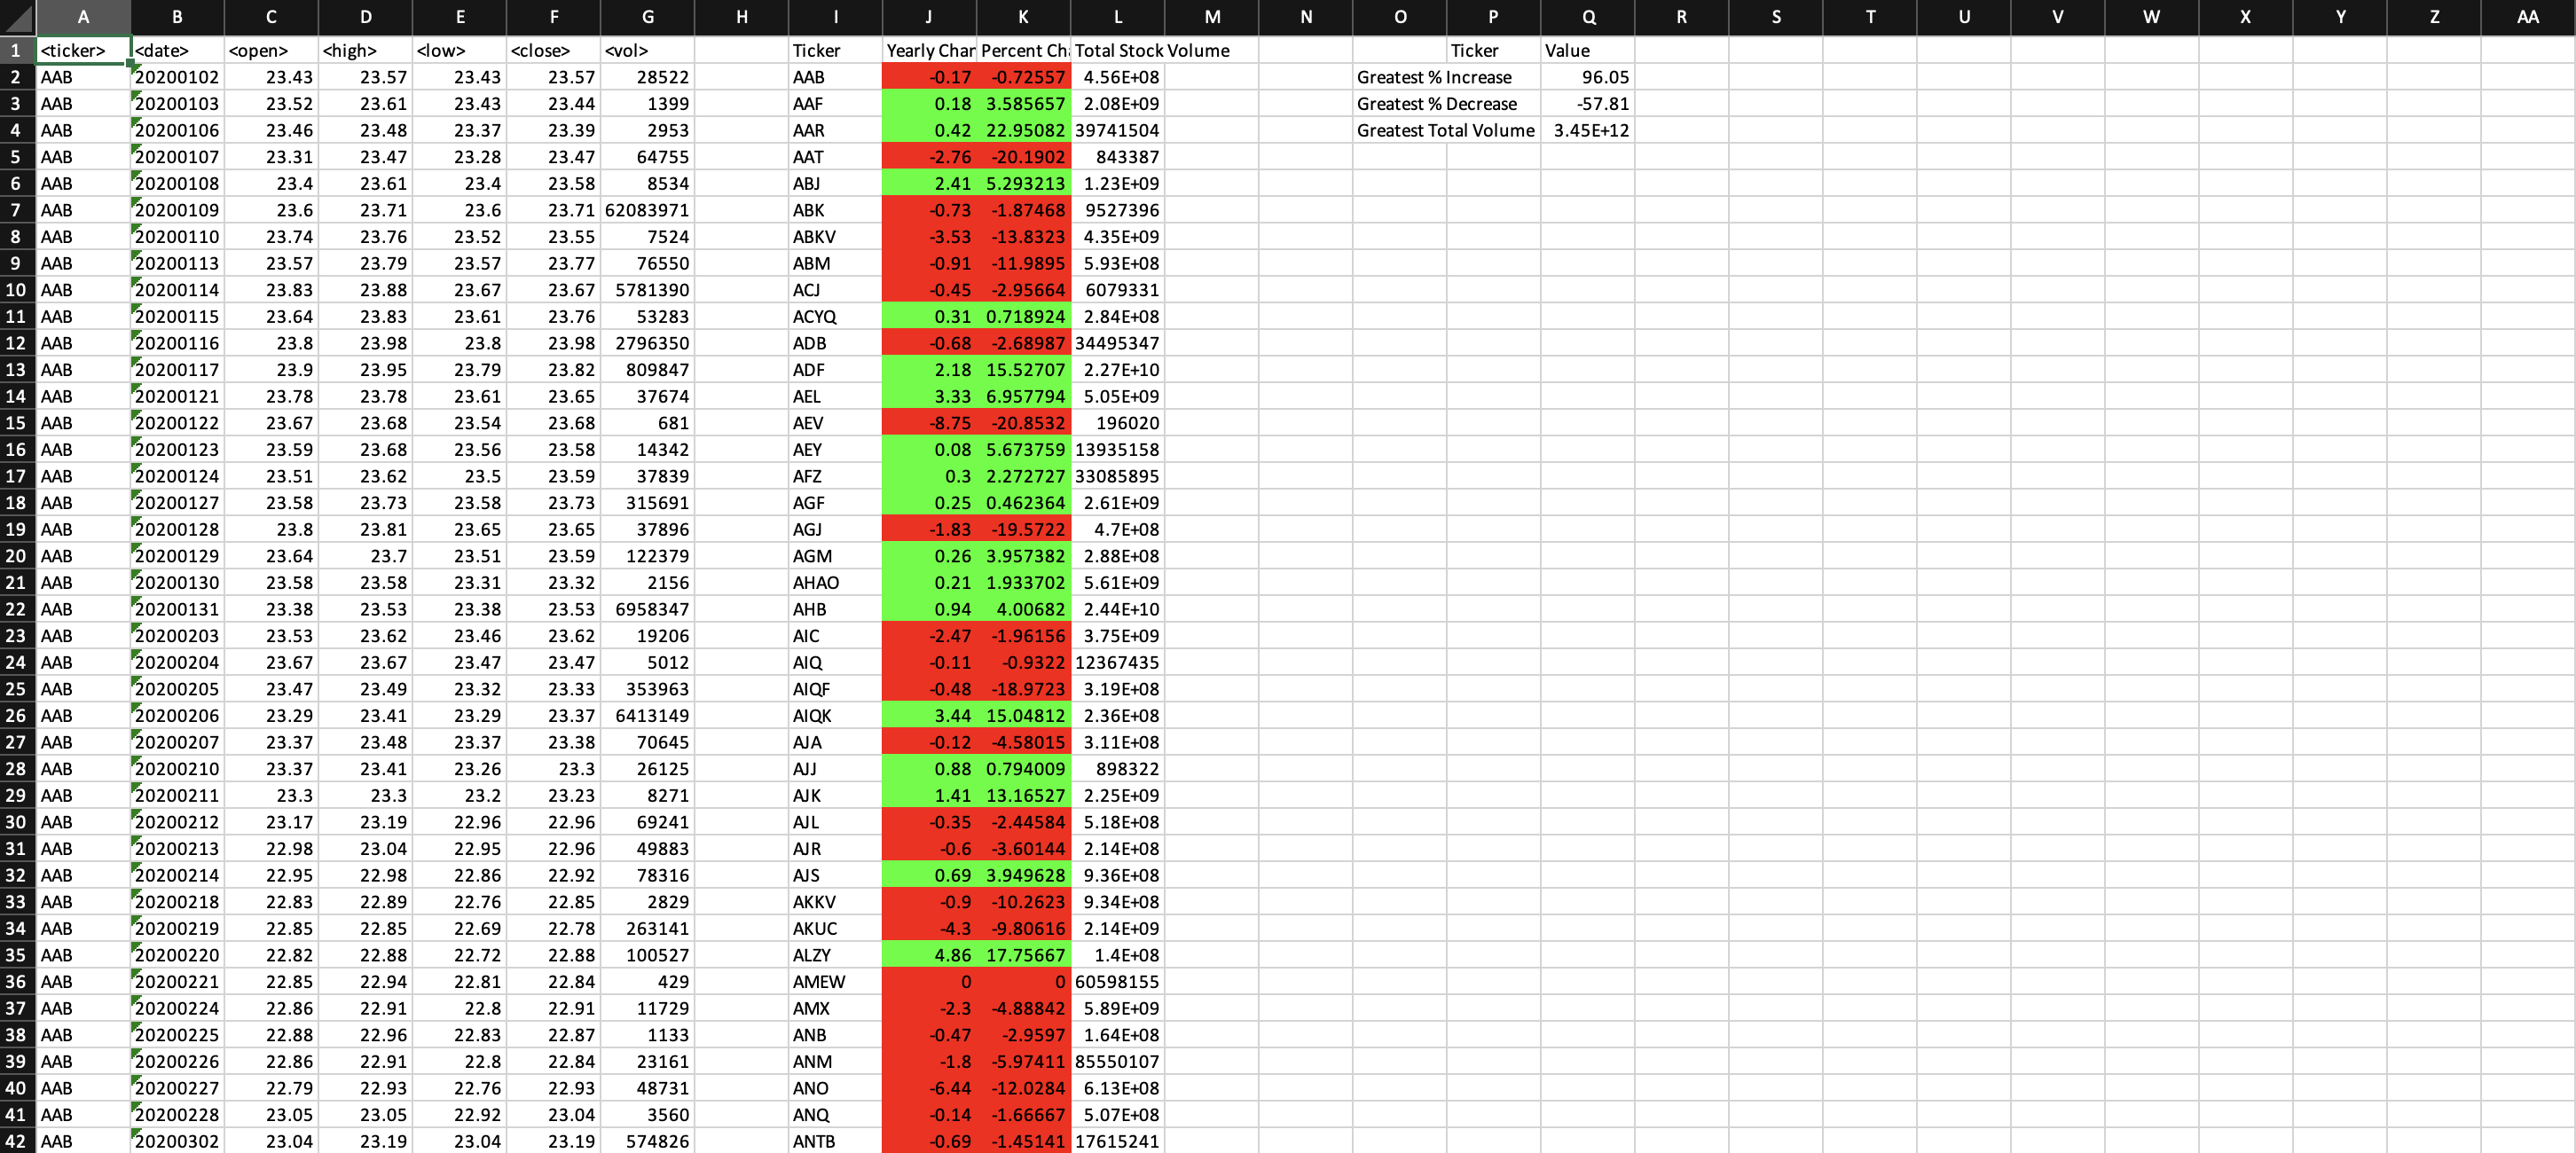 A B C D E F G H I J K L M N O P Q R S T U V W X Y Z AA
1 <ticker> <date> <open> <high> <low> <close> <vol> Ticker Yearly Char Percent Ch Total Stock Volume Ticker Value
2 AAB 20200102 23.43 23.57 23.43 23.57 28522 AAB -0.17 -0.72557 4.56E+08 Greatest % Increase 96.05
3 AAB 20200103 23.52 23.61 23.43 23.44 1399 AAF 0.18 3.585657 2.08E+09 Greatest % Decrease -57.81
4 AAB 20200106 23.46 23.48 23.37 23.39 2953 AAR 0.42 22.95082 39741504 Greatest Total Volume 3.45E+12
5 AAB 20200107 23.31 23.47 23.28 23.47 64755 AAT -2.76 -20.1902 843387
6 AAB 20200108 23.4 23.61 23.4 23.58 8534 ABJ 2.41 5.293213 1.23E+09
7 AAB 20200109 23.6 23.71 23.6 23.71 62083971 ABK -0.73 -1.87468 9527396
8 AAB 20200110 23.74 23.76 23.52 23.55 7524 ABKV -3.53 -13.8323 4.35E+09
9 AAB 20200113 23.57 23.79 23.57 23.77 76550 ABM -0.91 -11.9895 5.93E+08
10 AAB 20200114 23.83 23.88 23.67 23.67 5781390 ACJ -0.45 -2.95664 6079331
11 AAB 20200115 23.64 23.83 23.61 23.76 53283 ACYQ 0.31 0.718924 2.84E+08
12 AAB 20200116 23.8 23.98 23.8 23.98 2796350 ADB -0.68 -2.68987 34495347
13 AAB 20200117 23.9 23.95 23.79 23.82 809847 ADF 2.18 15.52707 2.27E+10
14 AAB 20200121 23.78 23.78 23.61 23.65 37674 AEL 3.33 6.957794 5.05E+09
15 AAB 20200122 23.67 23.68 23.54 23.68 681 AEV -8.75 -20.8532 196020
16 AAB 20200123 23.59 23.68 23.56 23.58 14342 AEY 0.08 5.673759 13935158
17 AAB 20200124 23.51 23.62 23.5 23.59 37839 AFZ 0.3 2.272727 33085895
18 AAB 20200127 23.58 23.73 23.58 23.73 315691 AGF 0.25 0.462364 2.61E+09
19 AAB 20200128 23.8 23.81 23.65 23.65 37896 AGJ -1.83 -19.5722 4.7E+08
20 AAB 20200129 23.64 23.7 23.51 23.59 122379 AGM 0.26 3.957382 2.88E+08
21 AAB 20200130 23.58 23.58 23.31 23.32 2156 AHAO 0.21 1.933702 5.61E+09
22 AAB 20200131 23.38 23.53 23.38 23.53 6958347 AHB 0.94 4.00682 2.44E+10
23 AAB 20200203 23.53 23.62 23.46 23.62 19206 AIC -2.47 -1.96156 3.75E+09
24 AAB 20200204 23.67 23.67 23.47 23.47 5012 AIQ -0.11 -0.9322 12367435
25 AAB 20200205 23.47 23.49 23.32 23.33 353963 AIQF -0.48 -18.9723 3.19E+08
26 AAB 20200206 23.29 23.41 23.29 23.37 6413149 AIQK 3.44 15.04812 2.36E+08
27 AAB 20200207 23.37 23.48 23.37 23.38 70645 AJA -0.12 -4.58015 3.11E+08
28 AAB 20200210 23.37 23.41 23.26 23.3 26125 AJJ 0.88 0.794009 898322
29 AAB 20200211 23.3 23.3 23.2 23.23 8271 AJK 1.41 13.16527 2.25E+09
30 AAB 20200212 23.17 23.19 22.96 22.96 69241 AJL -0.35 -2.44584 5.18E+08
31 AAB 20200213 22.98 23.04 22.95 22.96 49883 AJR -0.6 -3.60144 2.14E+08
32 AAB 20200214 22.95 22.98 22.86 22.92 78316 AJS 0.69 3.949628 9.36E+08
33 AAB 20200218 22.83 22.89 22.76 22.85 2829 AKKV -0.9 -10.2623 9.34E+08
34 AAB 20200219 22.85 22.85 22.69 22.78 263141 AKUC -4.3 -9.80616 2.14E+09
35 AAB 20200220 22.82 22.88 22.72 22.88 100527 ALZY 4.86 17.75667 1.4E+08
36 AAB 20200221 22.85 22.94 22.81 22.84 429 AMEW 0 0 60598155
37 AAB 20200224 22.86 22.91 22.8 22.91 11729 AMX -2.3 -4.88842 5.89E+09
38 AAB 20200225 22.88 22.96 22.83 22.87 1133 ANB -0.47 -2.9597 1.64E+08
39 AAB 20200226 22.86 22.91 22.8 22.84 23161 ANM -1.8 -5.97411 85550107
40 AAB 20200227 22.79 22.93 22.76 22.93 48731 ANO -6.44 -12.0284 6.13E+08
41 AAB 20200228 23.05 23.05 22.92 23.04 3560 ANQ -0.14 -1.66667 5.07E+08
42 AAB 20200302 23.04 23.19 23.04 23.19 574826 ANTB -0.69 -1.45141 17615241